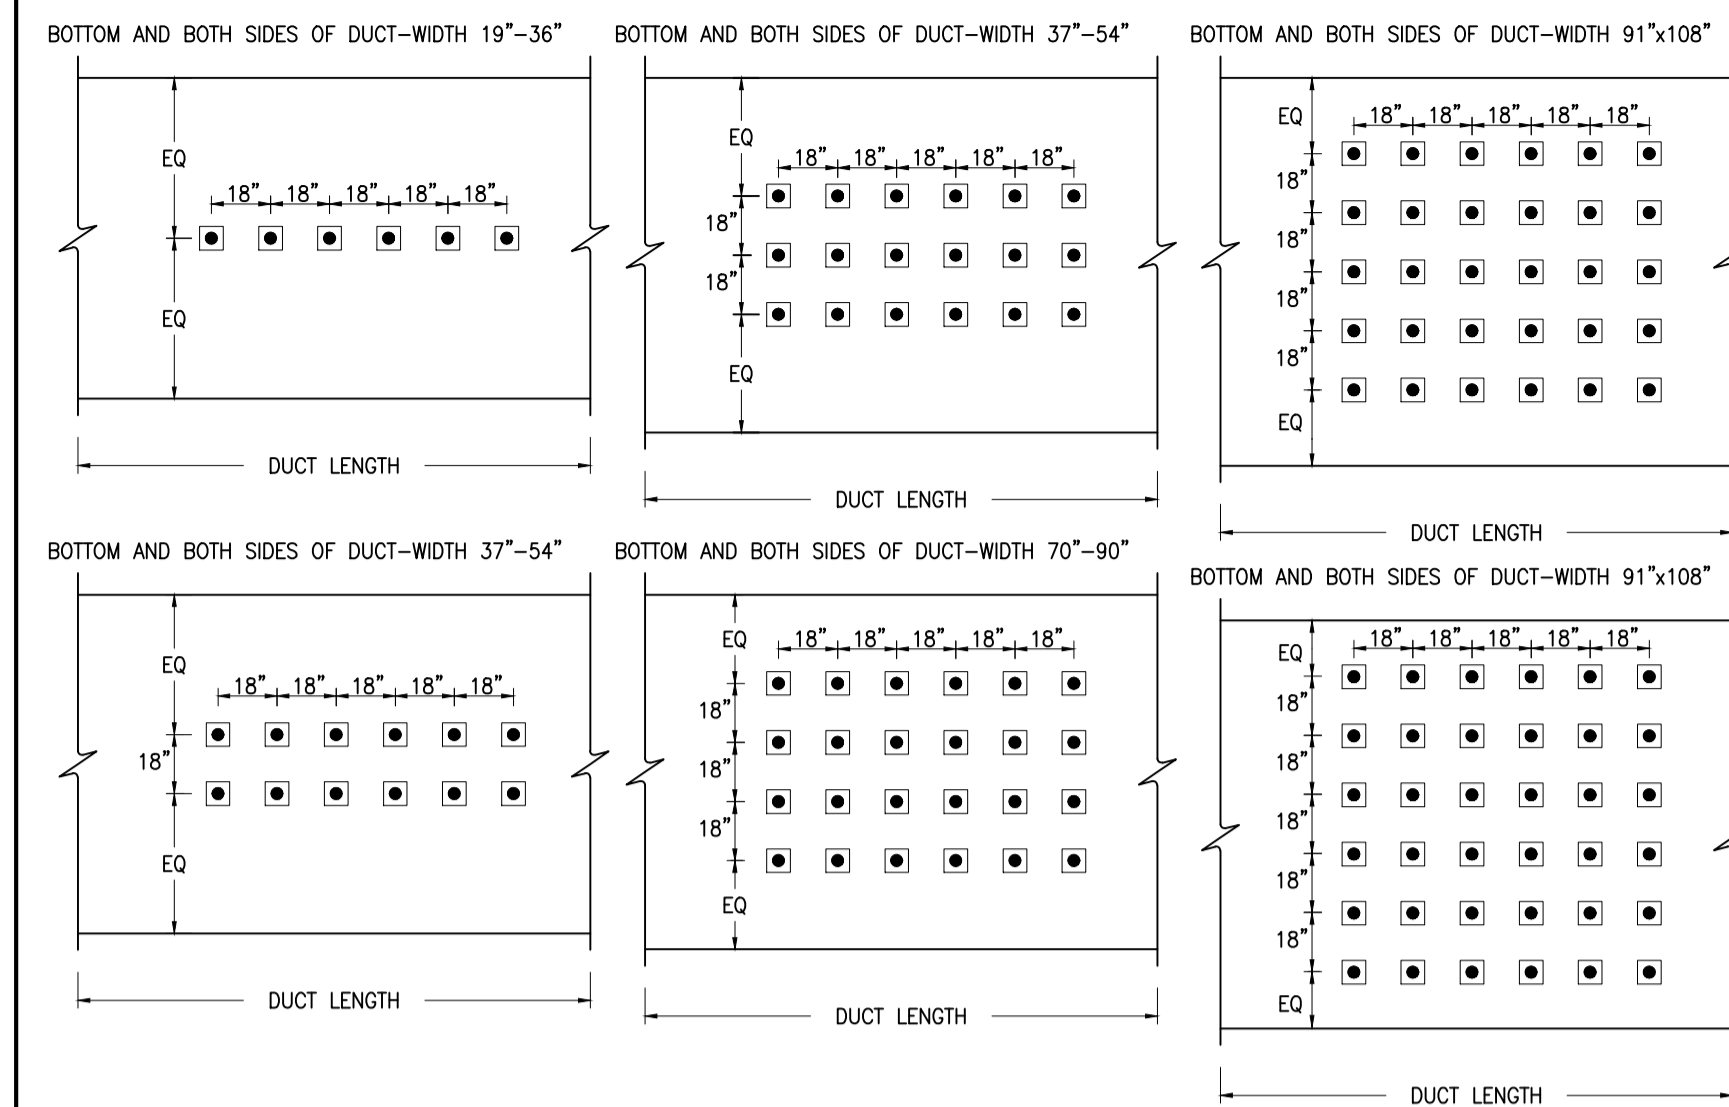 BOTTOM AND BOTH SIDES OF DUCT-WIDTH 19"-36"
EQ
18" 18" 18" 18" 18"
EQ
DUCT LENGTH
BOTTOM AND BOTH SIDES OF DUCT-WIDTH 37"-54"
EQ
18" 18" 18" 18" 18"
18"
18"
EQ
DUCT LENGTH
BOTTOM AND BOTH SIDES OF DUCT-WIDTH 91"x108"
EQ
18" 18" 18" 18" 18"
18"
18"
18"
18"
EQ
DUCT LENGTH
BOTTOM AND BOTH SIDES OF DUCT-WIDTH 37"-54"
EQ
18" 18" 18" 18" 18"
18"
EQ
DUCT LENGTH
BOTTOM AND BOTH SIDES OF DUCT-WIDTH 70"-90"
EQ
18" 18" 18" 18" 18"
18"
18"
18"
EQ
DUCT LENGTH
BOTTOM AND BOTH SIDES OF DUCT-WIDTH 91"x108"
EQ
18" 18" 18" 18" 18"
18"
18"
18"
18"
18"
EQ
DUCT LENGTH